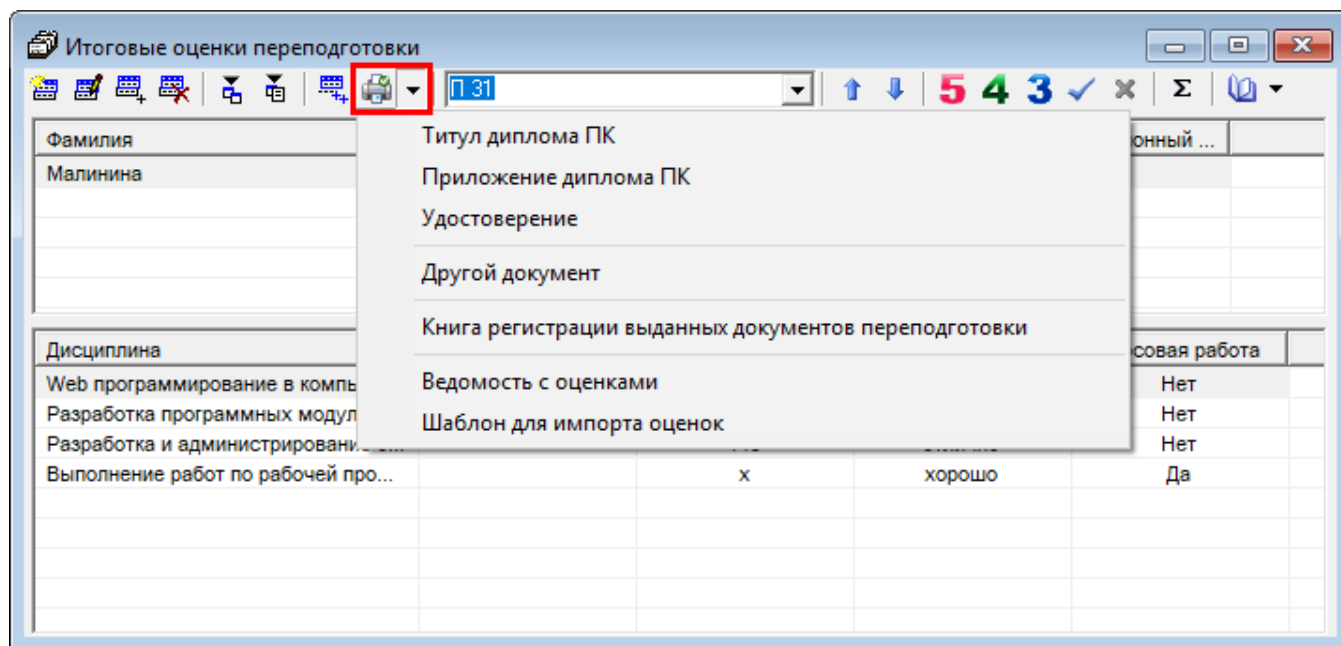 Итоговые оценки переподготовки
П 31
5 4 3 Σ
Фамилия
онный ...
Малинина
Титул диплома ПК
Приложение диплома ПК
Удостоверение
Другой документ
Книга регистрации выданных документов переподготовки
Ведомость с оценками
Шаблон для импорта оценок
Дисциплина
совая работа
Web программирование в компь
Нет
Разработка программных модул
Нет
Разработка и администрировани
Нет
Выполнение работ по рабочей про...
х
хорошо
Да